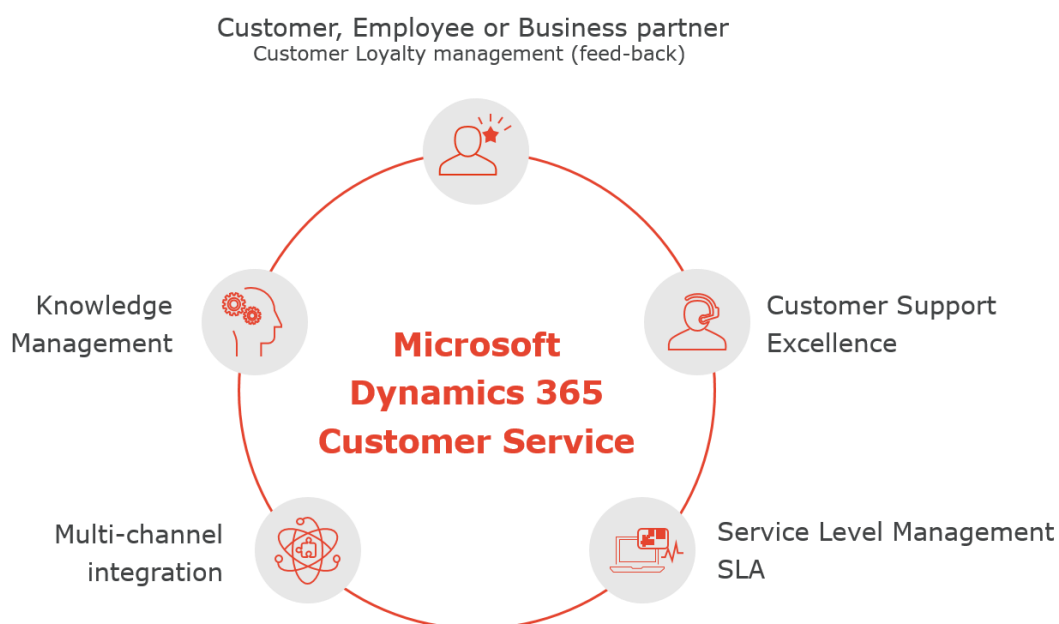 Customer, Employee or Business partner
Customer Loyalty management (feed-back)
Knowledge
Management
Customer Support
Excellence
Microsoft
Dynamics 365
Customer Service
Multi-channel
integration
Service Level Management
SLA